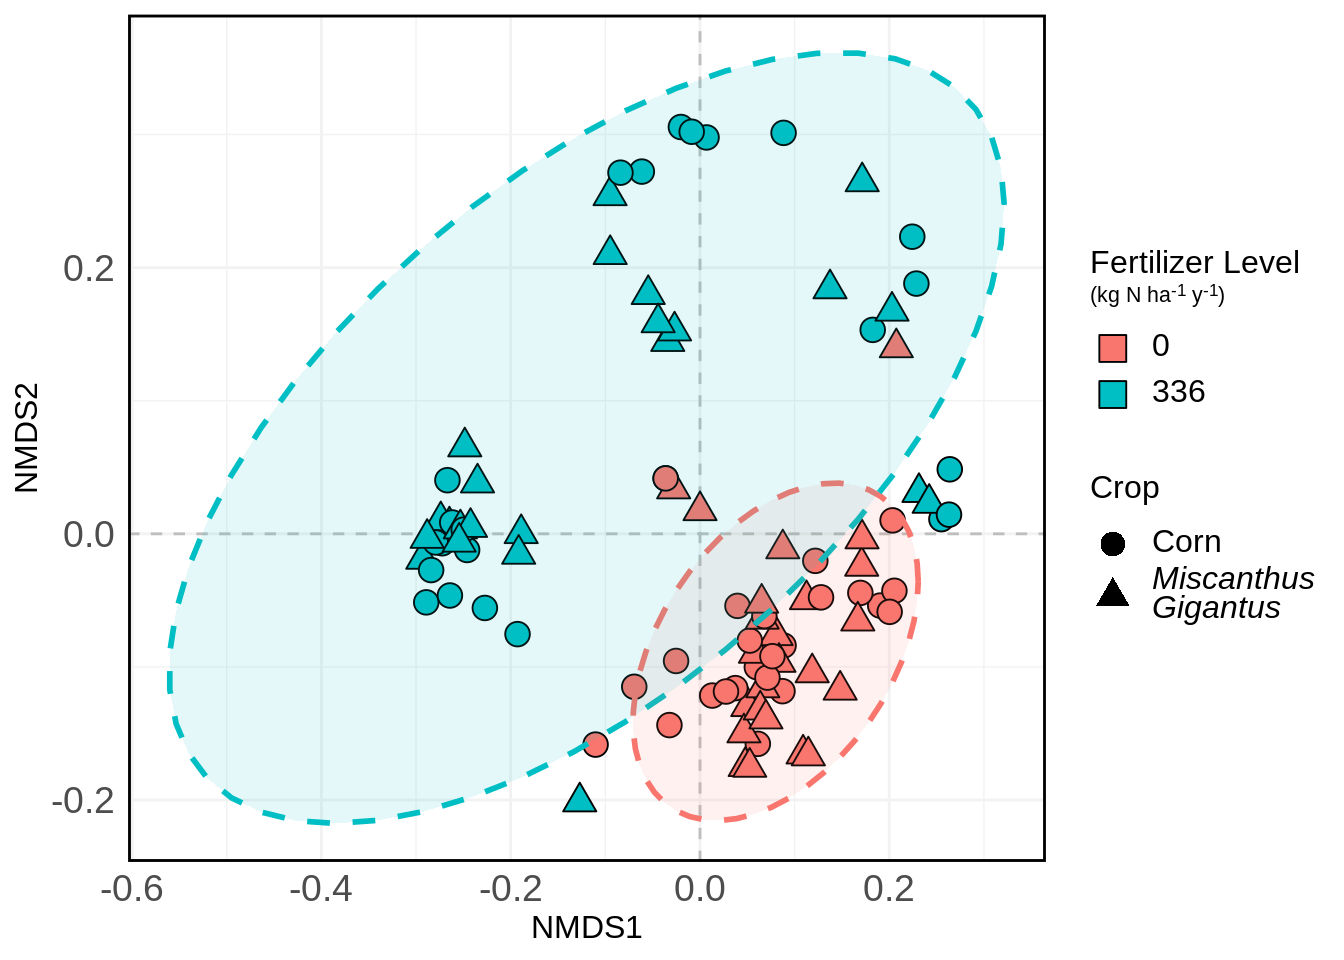 0.2
0.0
-0.2
NMDS2
-0.6
-0.4
-0.2
0.0
0.2
NMDS1
Fertilizer Level
(kg N ha-1 y-1)
0
336
Crop
Corn
Miscanthus
Gigantus